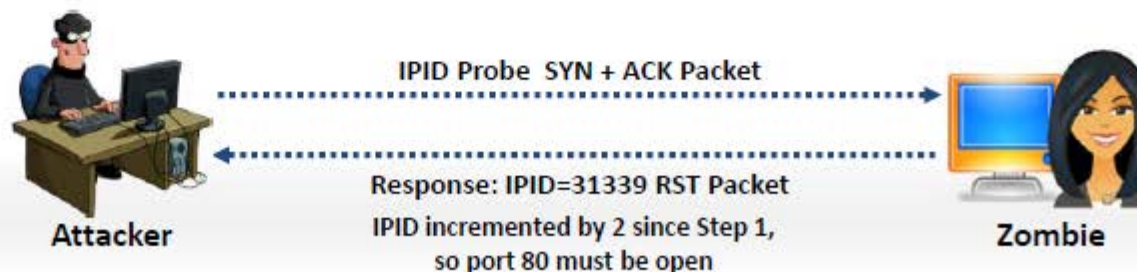 IPID Probe SYN + ACK Packet
Response: IPID=31339 RST Packet
IPID incremented by 2 since Step 1,
so port 80 must be open
Attacker
Zombie